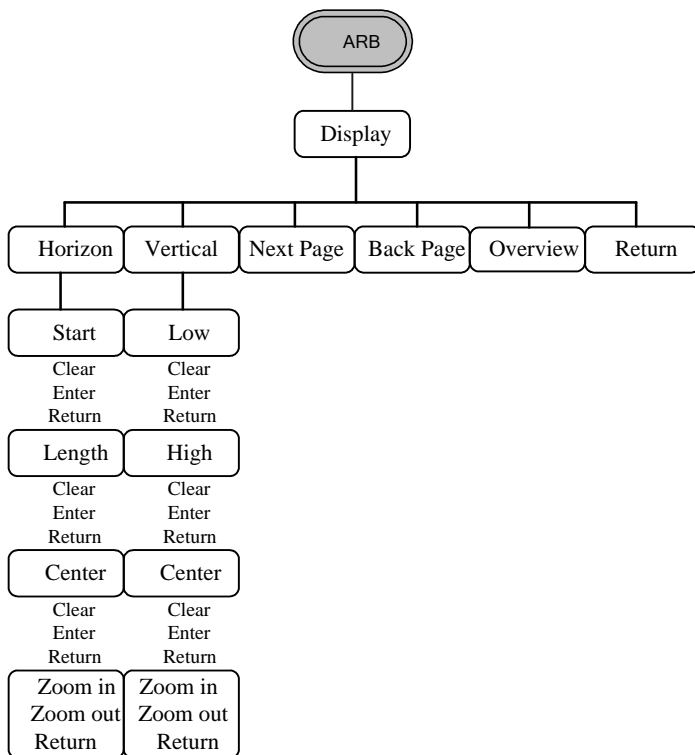 ARB
Display
Horizon
Vertical
Next Page
Back Page
Overview
Return
Start
Clear
Enter
Return
Length
Clear
Enter
Return
Center
Clear
Enter
Return
Zoom in
Zoom out
Return
Low
Clear
Enter
Return
High
Clear
Enter
Return
Center
Clear
Enter
Return
Zoom in
Zoom out
Return